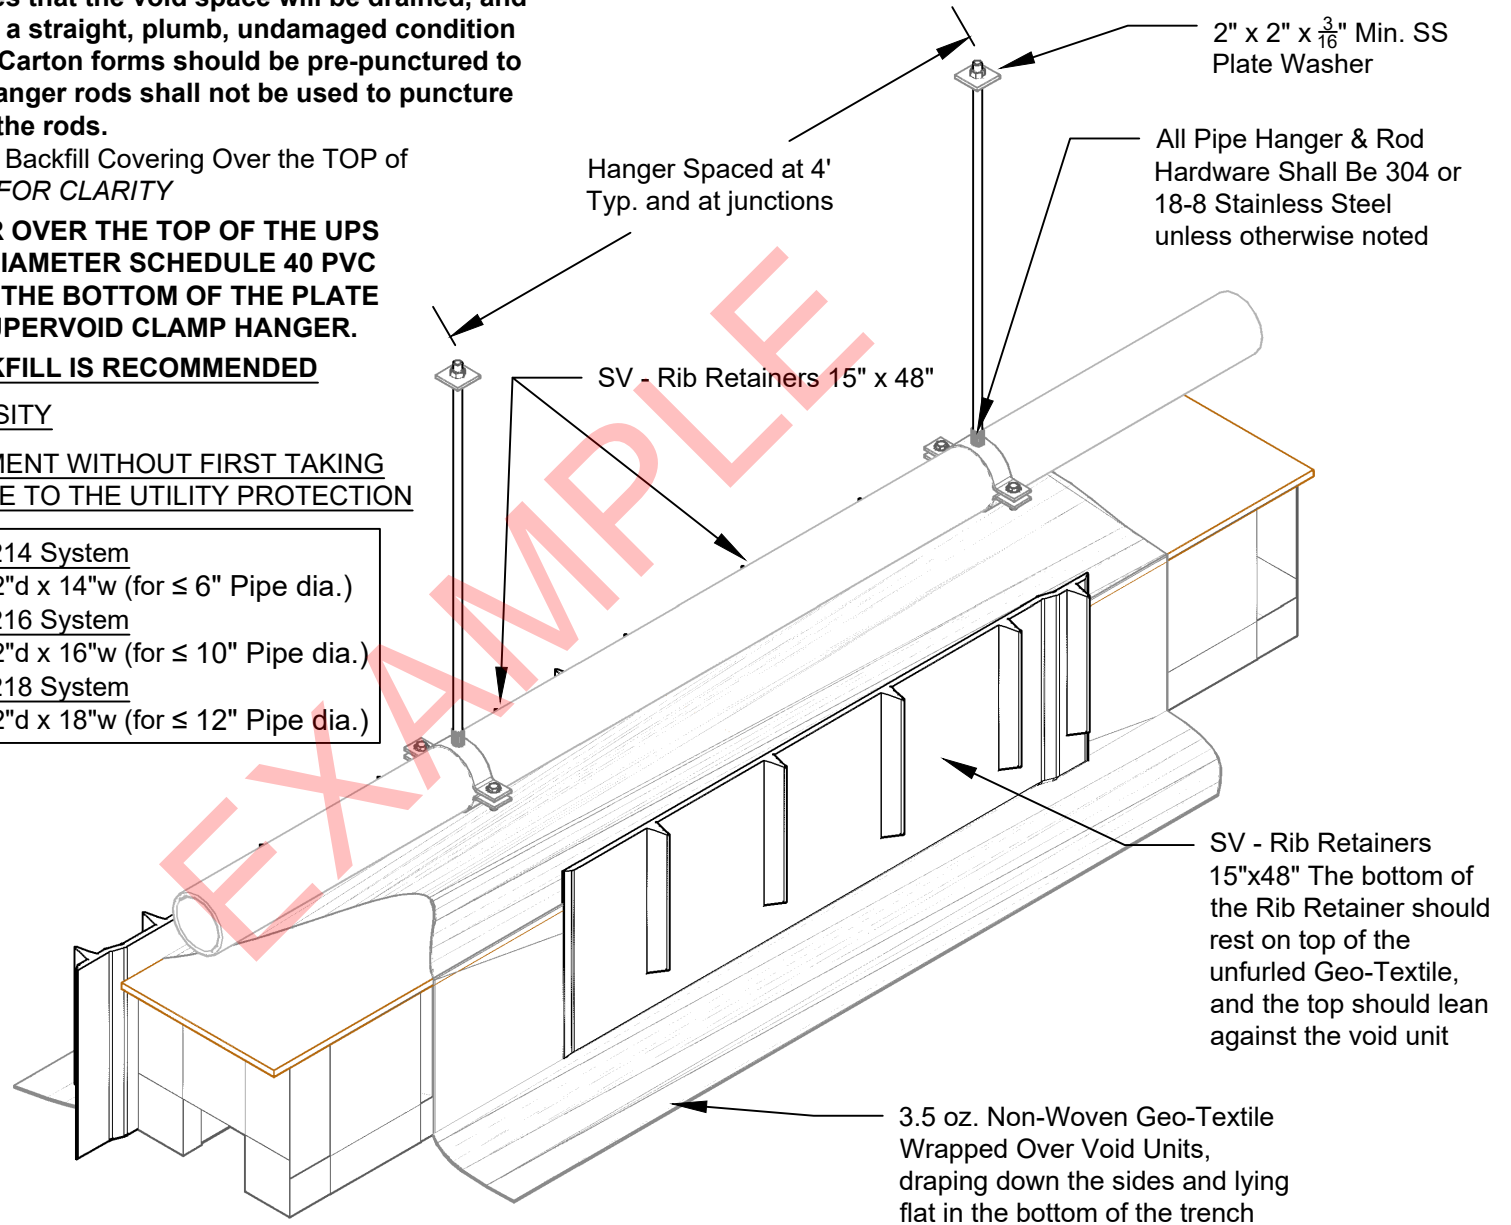 es that the void space will be drained, and
a straight, plumb, undamaged condition
Carton forms should be pre-punctured to
anger rods shall not be used to puncture
the rods.
Backfill Covering Over the TOP of
FOR CLARITY
R OVER THE TOP OF THE UPS
DIAMETER SCHEDULE 40 PVC
THE BOTTOM OF THE PLATE
UPERVOID CLAMP HANGER.
KFILL IS RECOMMENDED
SITY
MENT WITHOUT FIRST TAKING
E TO THE UTILITY PROTECTION
214 System
2"d x 14"w (for ≤ 6" Pipe dia.)
216 System
2"d x 16"w (for ≤ 10" Pipe dia.)
218 System
2"d x 18"w (for ≤ 12" Pipe dia.)
Hanger Spaced at 4'
Typ. and at junctions
2" x 2" x 3/16" Min. SS
Plate Washer
All Pipe Hanger & Rod
Hardware Shall Be 304 or
18-8 Stainless Steel
unless otherwise noted
SV - Rib Retainers 15" x 48"
EXAMPLE
SV - Rib Retainers
15"x48" The bottom of
the Rib Retainer should
rest on top of the
unfurled Geo-Textile,
and the top should lean
against the void unit
3.5 oz. Non-Woven Geo-Textile
Wrapped Over Void Units,
draping down the sides and lying
flat in the bottom of the trench